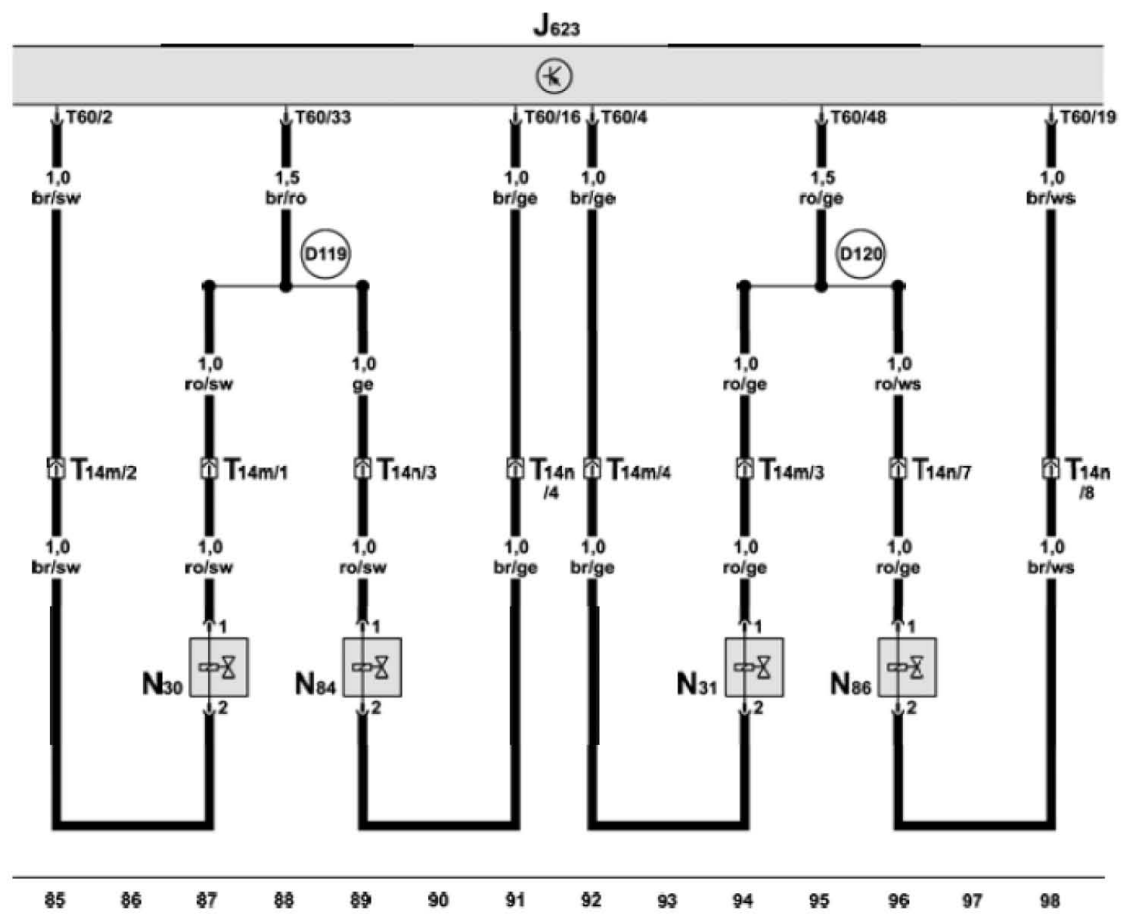 J623
T60/2 T60/33 T60/16 T60/4 T60/48 T60/19
1,0 1,5 1,0 1,0 1,5 1,0
br/sw br/ro br/ge br/ge ro/ge br/ws
D119 D120
1,0 1,0 1,0 1,0
ro/sw ge ro/ge ro/ws
T14m/2 T14m/1 T14n/3 T14n T14m/4 T14m/3 T14n/7 T14n
/4 /8
1,0 1,0 1,0 1,0 1,0 1,0 1,0 1,0
br/sw ro/sw ro/sw br/ge br/ge ro/ge ro/ge br/ws
1 1 1 1
N30 N84 N31 N86
2 2 2 2
85 86 87 88 89 90 91 92 93 94 95 96 97 98